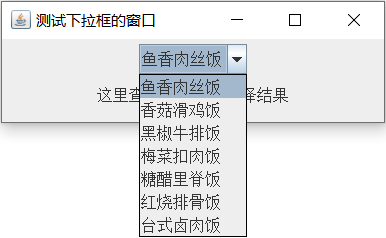 测试下拉框的窗口
鱼香肉丝饭
鱼香肉丝饭
这里查 择结果
香菇滑鸡饭
黑椒牛排饭
梅菜扣肉饭
糖醋里脊饭
红烧排骨饭
台式卤肉饭